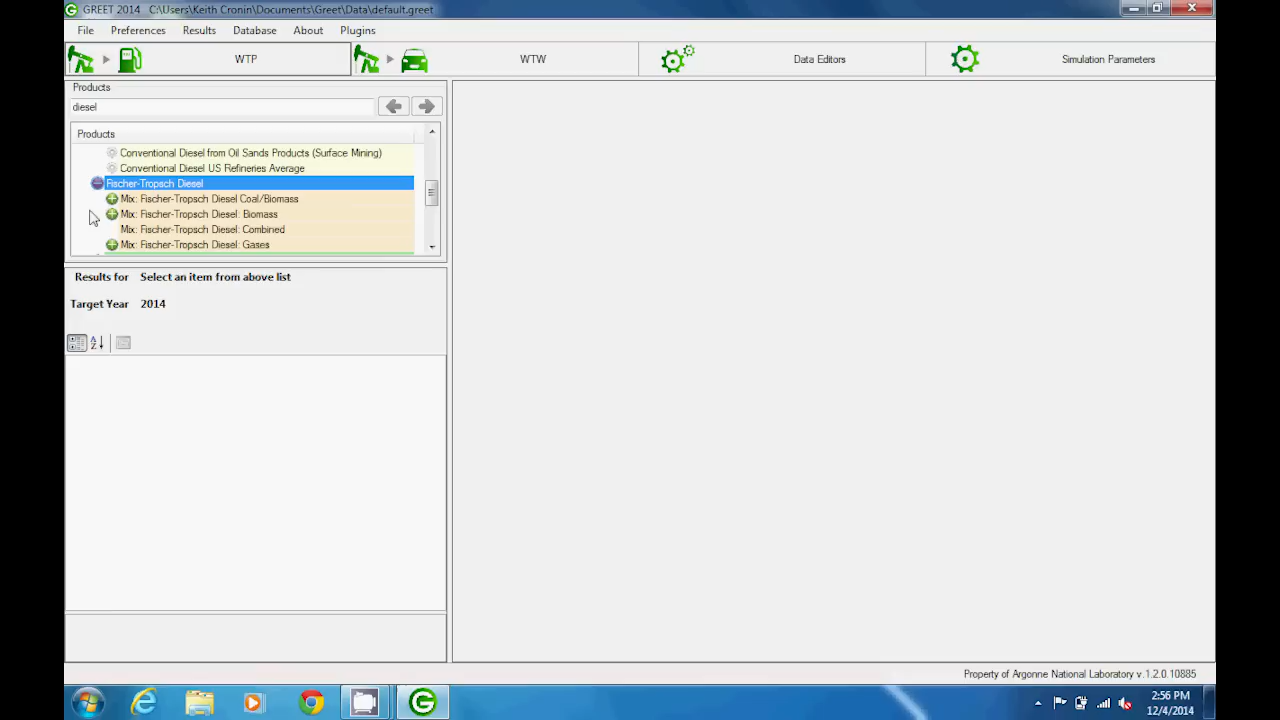 GREET 2014 C:\Users\Keith Cronin\Documents\Greet\Data\default.greet
File Preferences Results Database About Plugins
WTP WTW Data Editors Simulation Parameters
Products
diesel
Products
Conventional Diesel from Oil Sands Products (Surface Mining)
Conventional Diesel US Refineries Average
Fischer-Tropsch Diesel
Mix: Fischer-Tropsch Diesel Coal/Biomass
Mix: Fischer-Tropsch Diesel: Biomass
Mix: Fischer-Tropsch Diesel: Combined
Mix: Fischer-Tropsch Diesel: Gases
Results for Select an item from above list
Target Year 2014
Property of Argonne National Laboratory v.1.2.0.10885
2:56 PM
12/4/2014